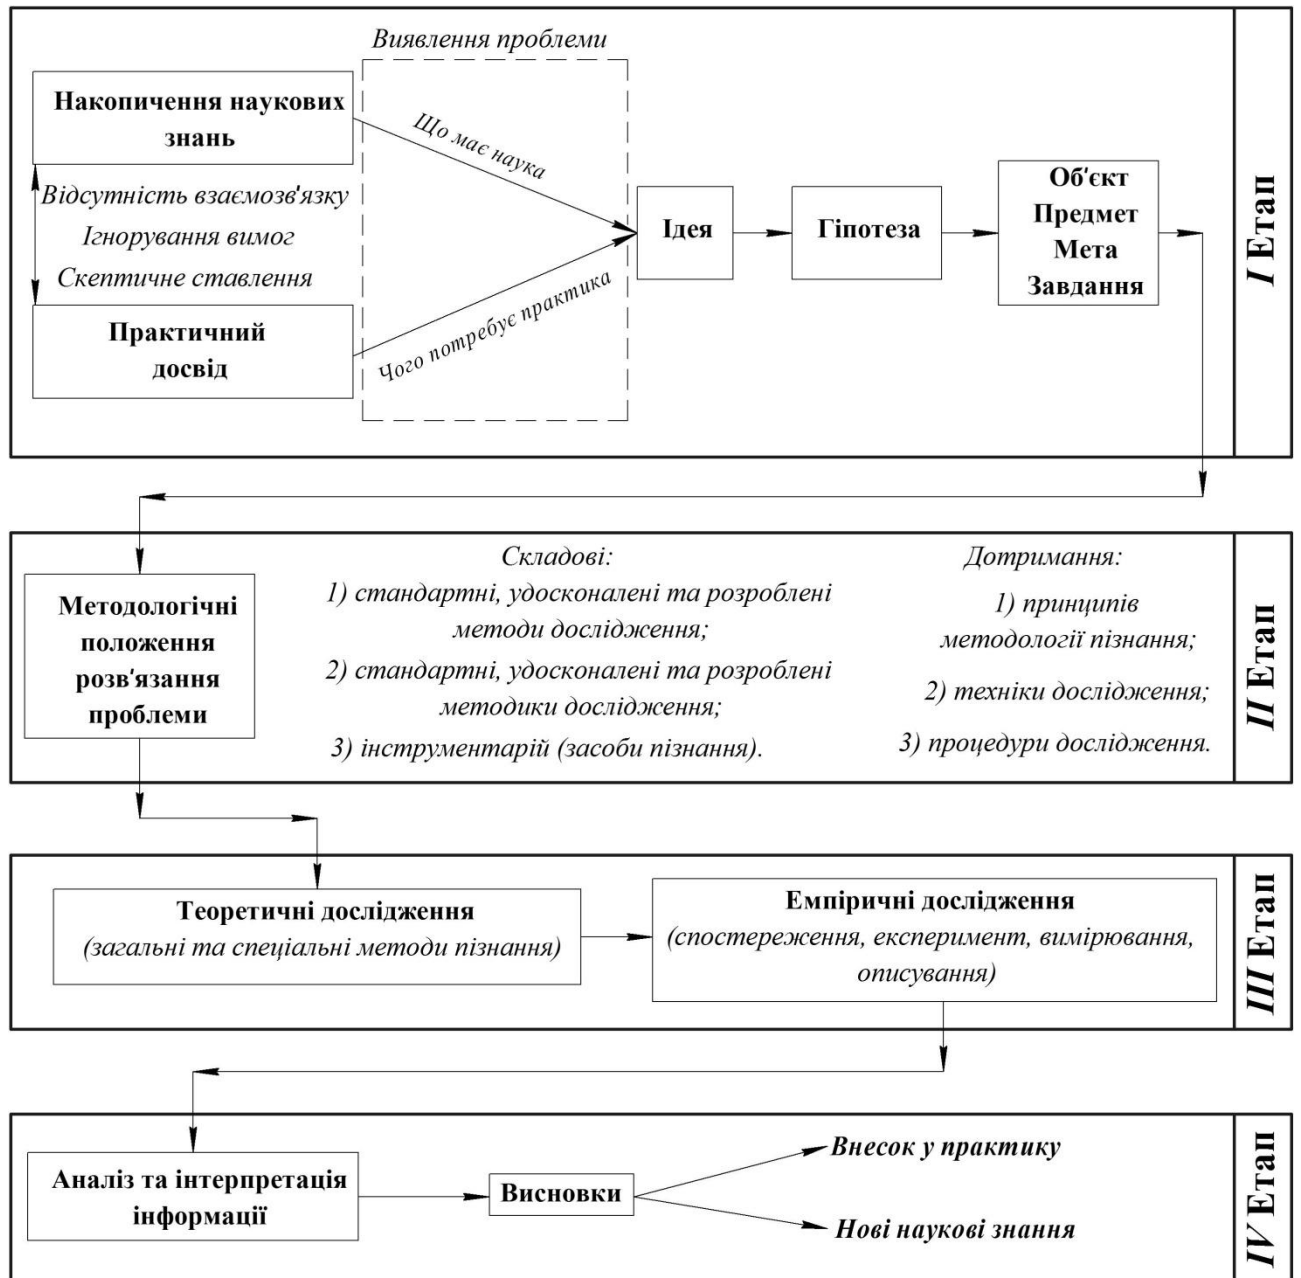 Виявлення проблеми
Накопичення наукових
знань
Що має наука
Відсутність взаємозв'язку
Ігнорування вимог
Скептичне ставлення
Практичний
досвід
Чого потребує практика
Ідея
Гіпотеза
Об'єкт
Предмет
Мета
Завдання
I Етап
Методологічні
положення
розв'язання
проблеми
Складові:
1) стандартні, удосконалені та розроблені
методи дослідження;
2) стандартні, удосконалені та розроблені
методики дослідження;
3) інструментарій (засоби пізнання).
Дотримання:
1) принципів
методології пізнання;
2) техніки дослідження;
3) процедури дослідження.
II Етап
Теоретичні дослідження
(загальні та спеціальні методи пізнання)
Емпіричні дослідження
(спостереження, експеримент, вимірювання,
описування)
III Етап
Аналіз та інтерпретація
інформації
Висновки
Внесок у практику
Нові наукові знання
IV Етап